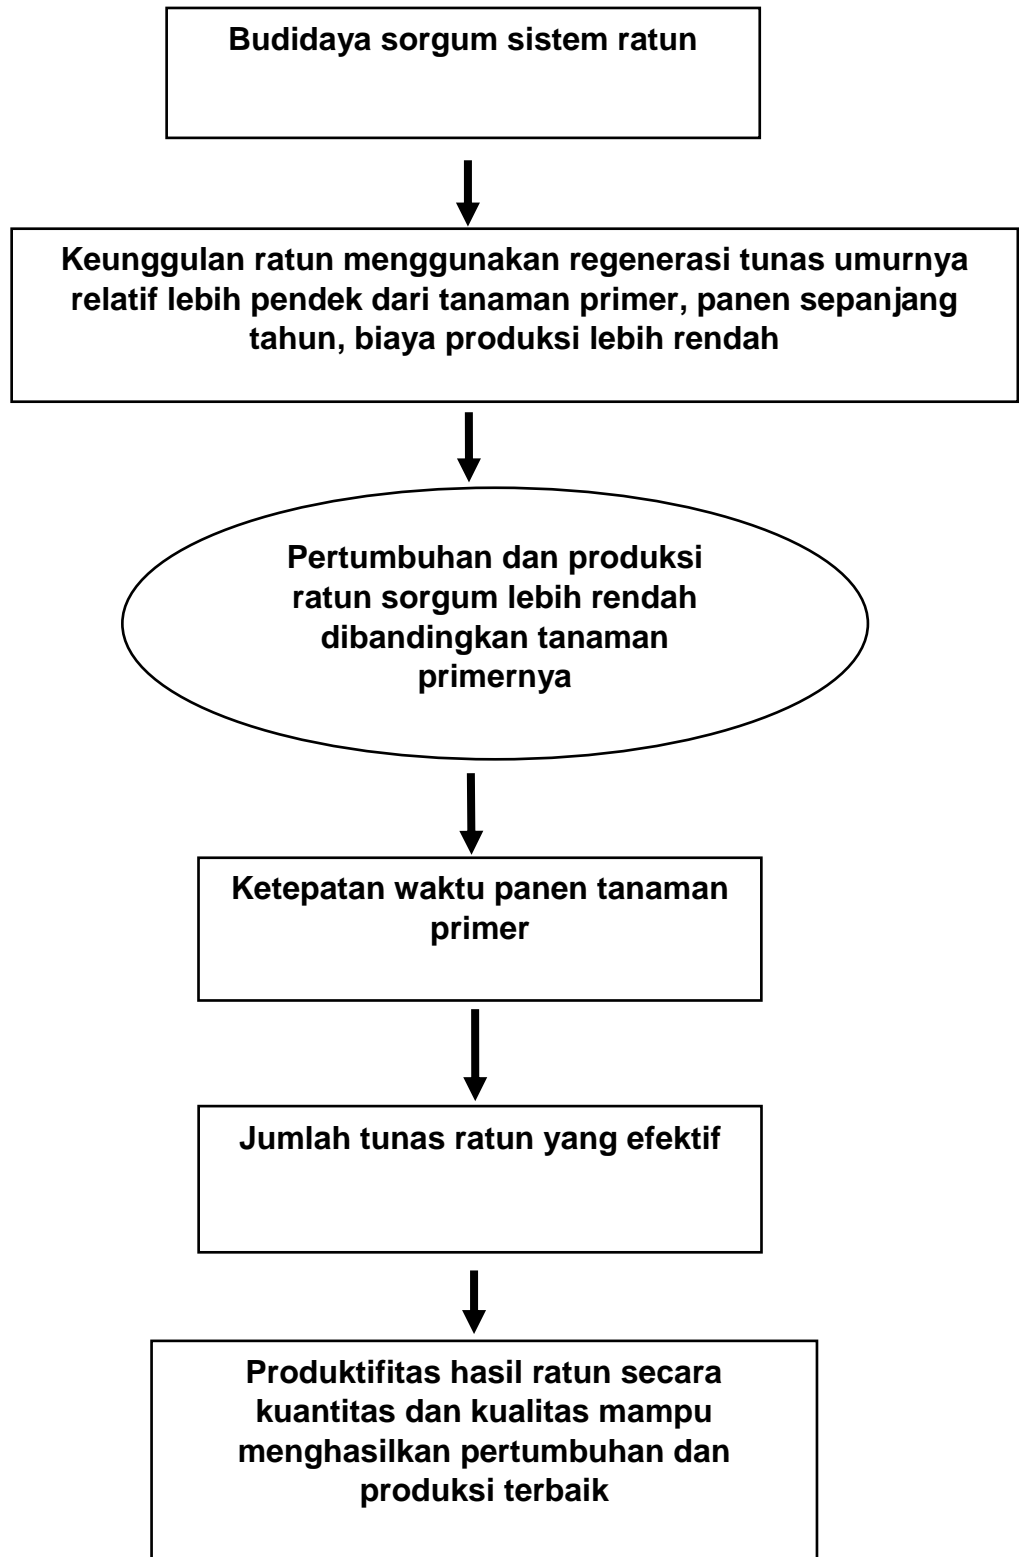 Budidaya sorgum sistem ratun
Keunggulan ratun menggunakan regenerasi tunas umurnya
relatif lebih pendek dari tanaman primer, panen sepanjang
tahun, biaya produksi lebih rendah
Pertumbuhan dan produksi
ratun sorgum lebih rendah
dibandingkan tanaman
primernya
Ketepatan waktu panen tanaman
primer
Jumlah tunas ratun yang efektif
Produktifitas hasil ratun secara
kuantitas dan kualitas mampu
menghasilkan pertumbuhan dan
produksi terbaik